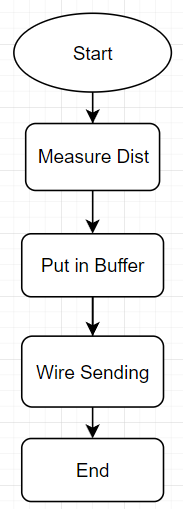 Start
Measure Dist
Put in Buffer
Wire Sending
End